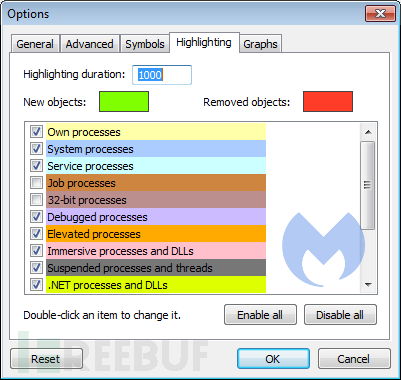 Options
General Advanced Symbols Highlighting Graphs
Highlighting duration: 1000
New objects: Removed objects:
Own processes
System processes
Service processes
Job processes
32-bit processes
Debugged processes
Elevated processes
Immersive processes and DLLs
Suspended processes and threads
.NET processes and DLLs
Double-click an item to change it. Enable all Disable all
REEBUF
Reset OK Cancel